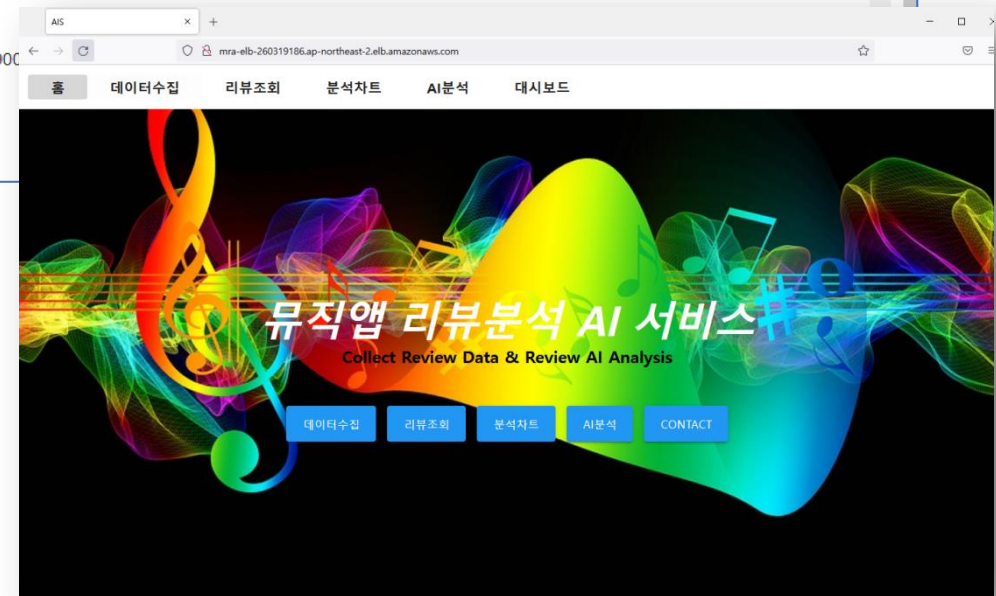 AIS
900
mra-elb-260319186.ap-northeast-2.elb.amazonaws.com
홈 데이터수집 리뷰조회 분석차트 AI분석 대시보드
뮤직앱 리뷰분석 AI 서비스
Collect Review Data & Review AI Analysis
데이터수집 리뷰조회 분석차트 AI분석 CONTACT